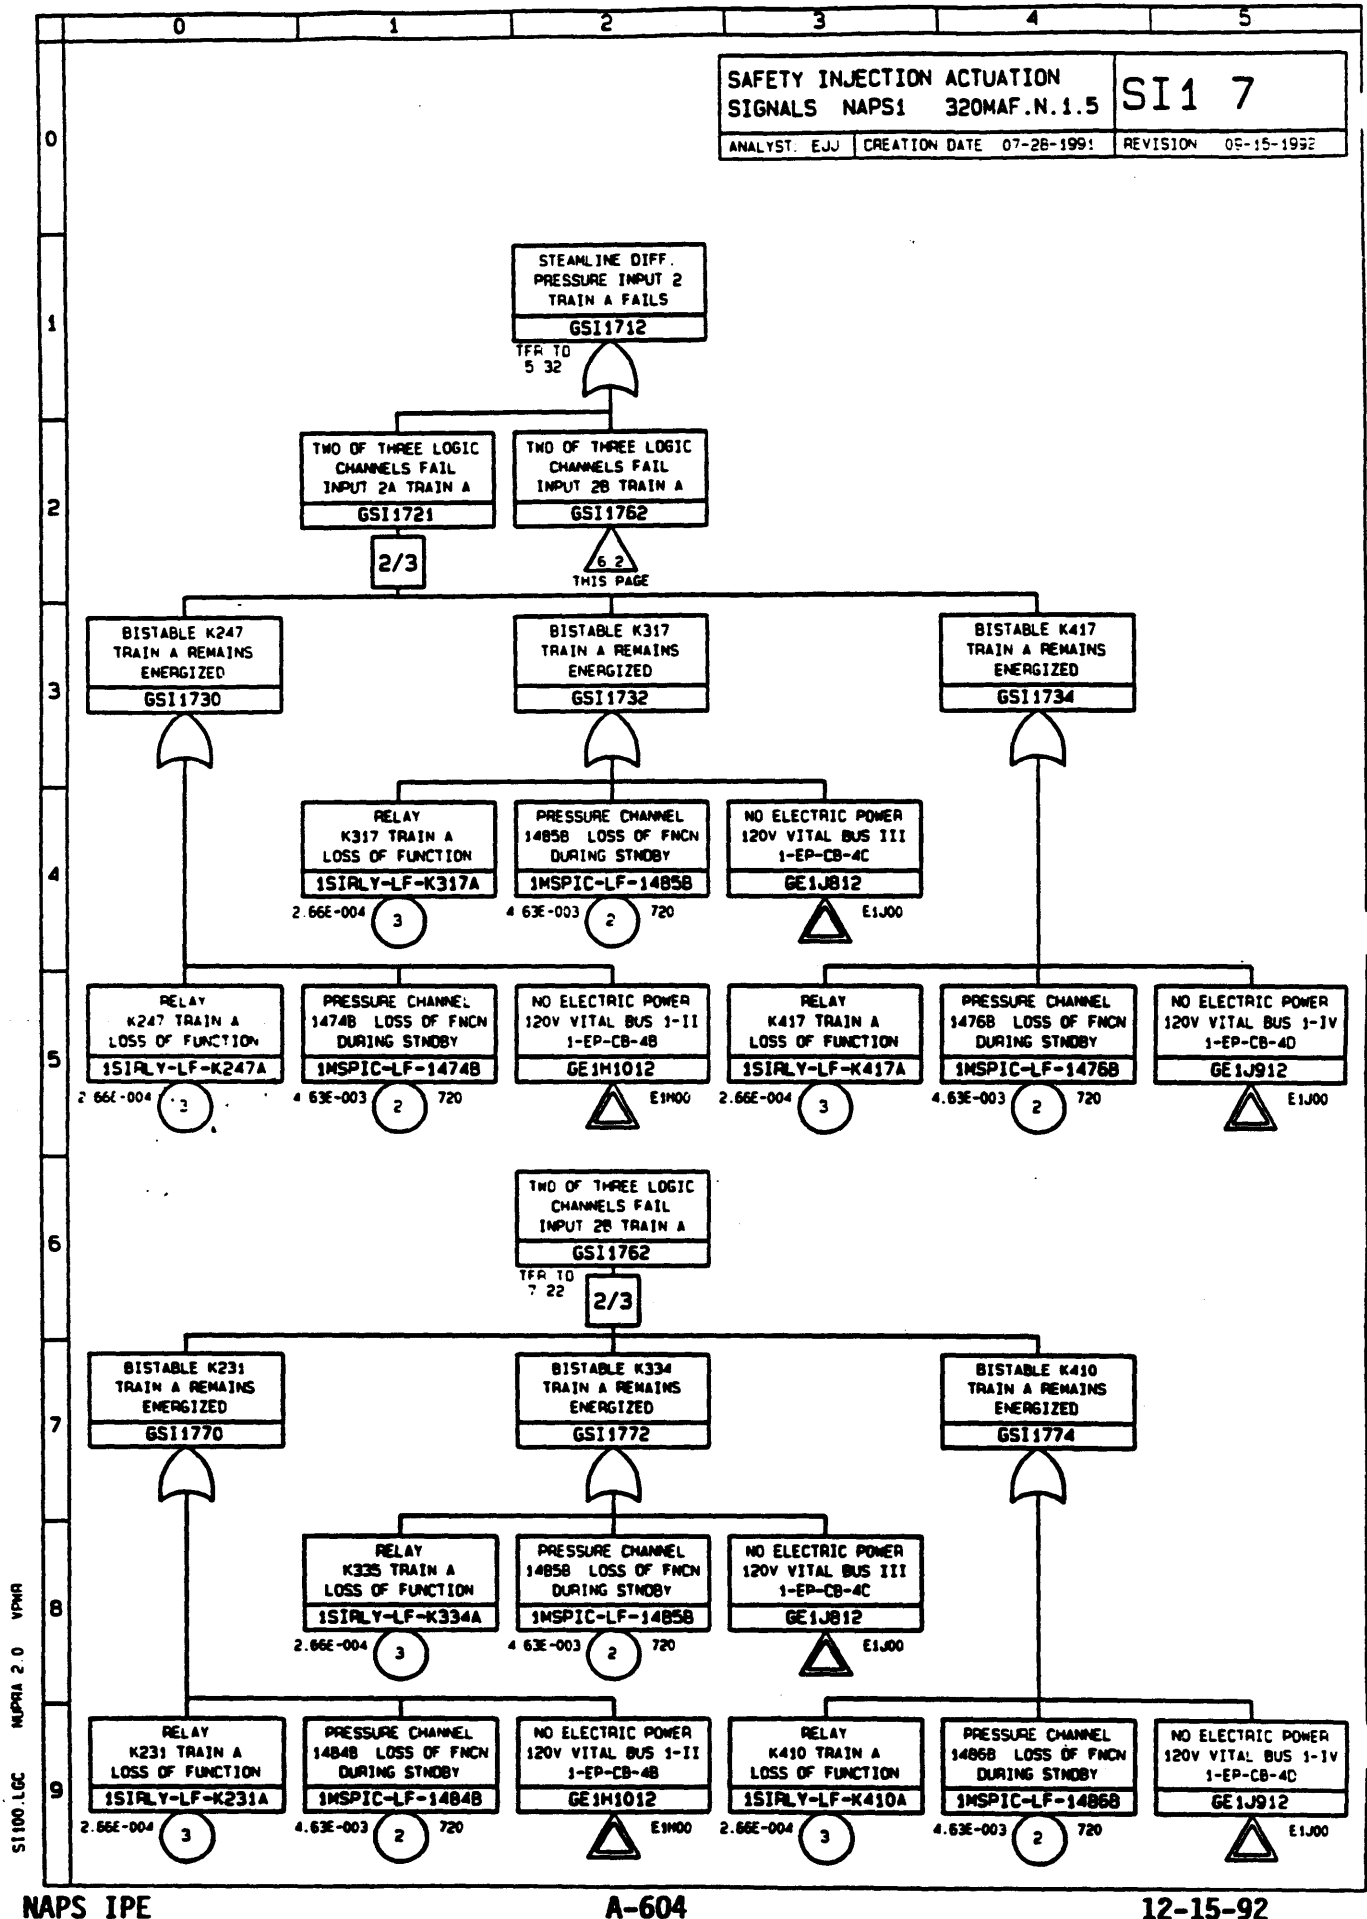 0 1 2 3 4 5
SAFETY INJECTION ACTUATION
SIGNALS NAPS1 320MAF.N.1.5
SI1 7
ANALYST: EJJ CREATION DATE 07-28-1991 REVISION 09-15-1992
0
STEAMLINE DIFF.
PRESSURE INPUT 2
TRAIN A FAILS
GSI1712
1
TFR TO
5 32
TWO OF THREE LOGIC
CHANNELS FAIL
INPUT 2A TRAIN A
GSI1721
2/3
TWO OF THREE LOGIC
CHANNELS FAIL
INPUT 2B TRAIN A
GSI1762
6 2
THIS PAGE
2
BISTABLE K247
TRAIN A REMAINS
ENERGIZED
GSI1730
BISTABLE K317
TRAIN A REMAINS
ENERGIZED
GSI1732
BISTABLE K417
TRAIN A REMAINS
ENERGIZED
GSI1734
3
RELAY
K317 TRAIN A
LOSS OF FUNCTION
1SIRLY-LF-K317A
2.66E-004 3
PRESSURE CHANNEL
1485B LOSS OF FNCN
DURING STNDBY
1MSPIC-LF-1485B
4 63E-003 2 720
NO ELECTRIC POWER
120V VITAL BUS III
1-EP-CB-4C
GE1J812
E1J00
4
RELAY
K247 TRAIN A
LOSS OF FUNCTION
1SIRLY-LF-K247A
2 66E-004 3
PRESSURE CHANNEL
1474B LOSS OF FNCN
DURING STNDBY
1MSPIC-LF-1474B
4 63E-003 2 720
NO ELECTRIC POWER
120V VITAL BUS 1-II
1-EP-CB-4B
GE1H1012
E1H00
RELAY
K417 TRAIN A
LOSS OF FUNCTION
1SIRLY-LF-K417A
2.66E-004 3
PRESSURE CHANNEL
1476B LOSS OF FNCN
DURING STNDBY
1MSPIC-LF-1476B
4.63E-003 2 720
NO ELECTRIC POWER
120V VITAL BUS 1-IV
1-EP-CB-4D
GE1J912
E1J00
5
TWO OF THREE LOGIC
CHANNELS FAIL
INPUT 2B TRAIN A
GSI1762
TFR TO
7 22
2/3
6
BISTABLE K231
TRAIN A REMAINS
ENERGIZED
GSI1770
BISTABLE K334
TRAIN A REMAINS
ENERGIZED
GSI1772
BISTABLE K410
TRAIN A REMAINS
ENERGIZED
GSI1774
7
RELAY
K335 TRAIN A
LOSS OF FUNCTION
1SIRLY-LF-K334A
2.66E-004 3
PRESSURE CHANNEL
1485B LOSS OF FNCN
DURING STNDBY
1MSPIC-LF-1485B
4 63E-003 2 720
NO ELECTRIC POWER
120V VITAL BUS III
1-EP-CB-4C
GE1J812
E1J00
8
RELAY
K231 TRAIN A
LOSS OF FUNCTION
1SIRLY-LF-K231A
2.66E-004 3
PRESSURE CHANNEL
1484B LOSS OF FNCN
DURING STNDBY
1MSPIC-LF-1484B
4.63E-003 2 720
NO ELECTRIC POWER
120V VITAL BUS 1-II
1-EP-CB-4B
GE1H1012
E1H00
RELAY
K410 TRAIN A
LOSS OF FUNCTION
1SIRLY-LF-K410A
2.66E-004 3
PRESSURE CHANNEL
1486B LOSS OF FNCN
DURING STNDBY
1MSPIC-LF-1486B
4.63E-003 2 720
NO ELECTRIC POWER
120V VITAL BUS 1-IV
1-EP-CB-4D
GE1J912
E1J00
9
SI100.LGC NUPRA 2.0 VPWR
NAPS IPE A-604 12-15-92